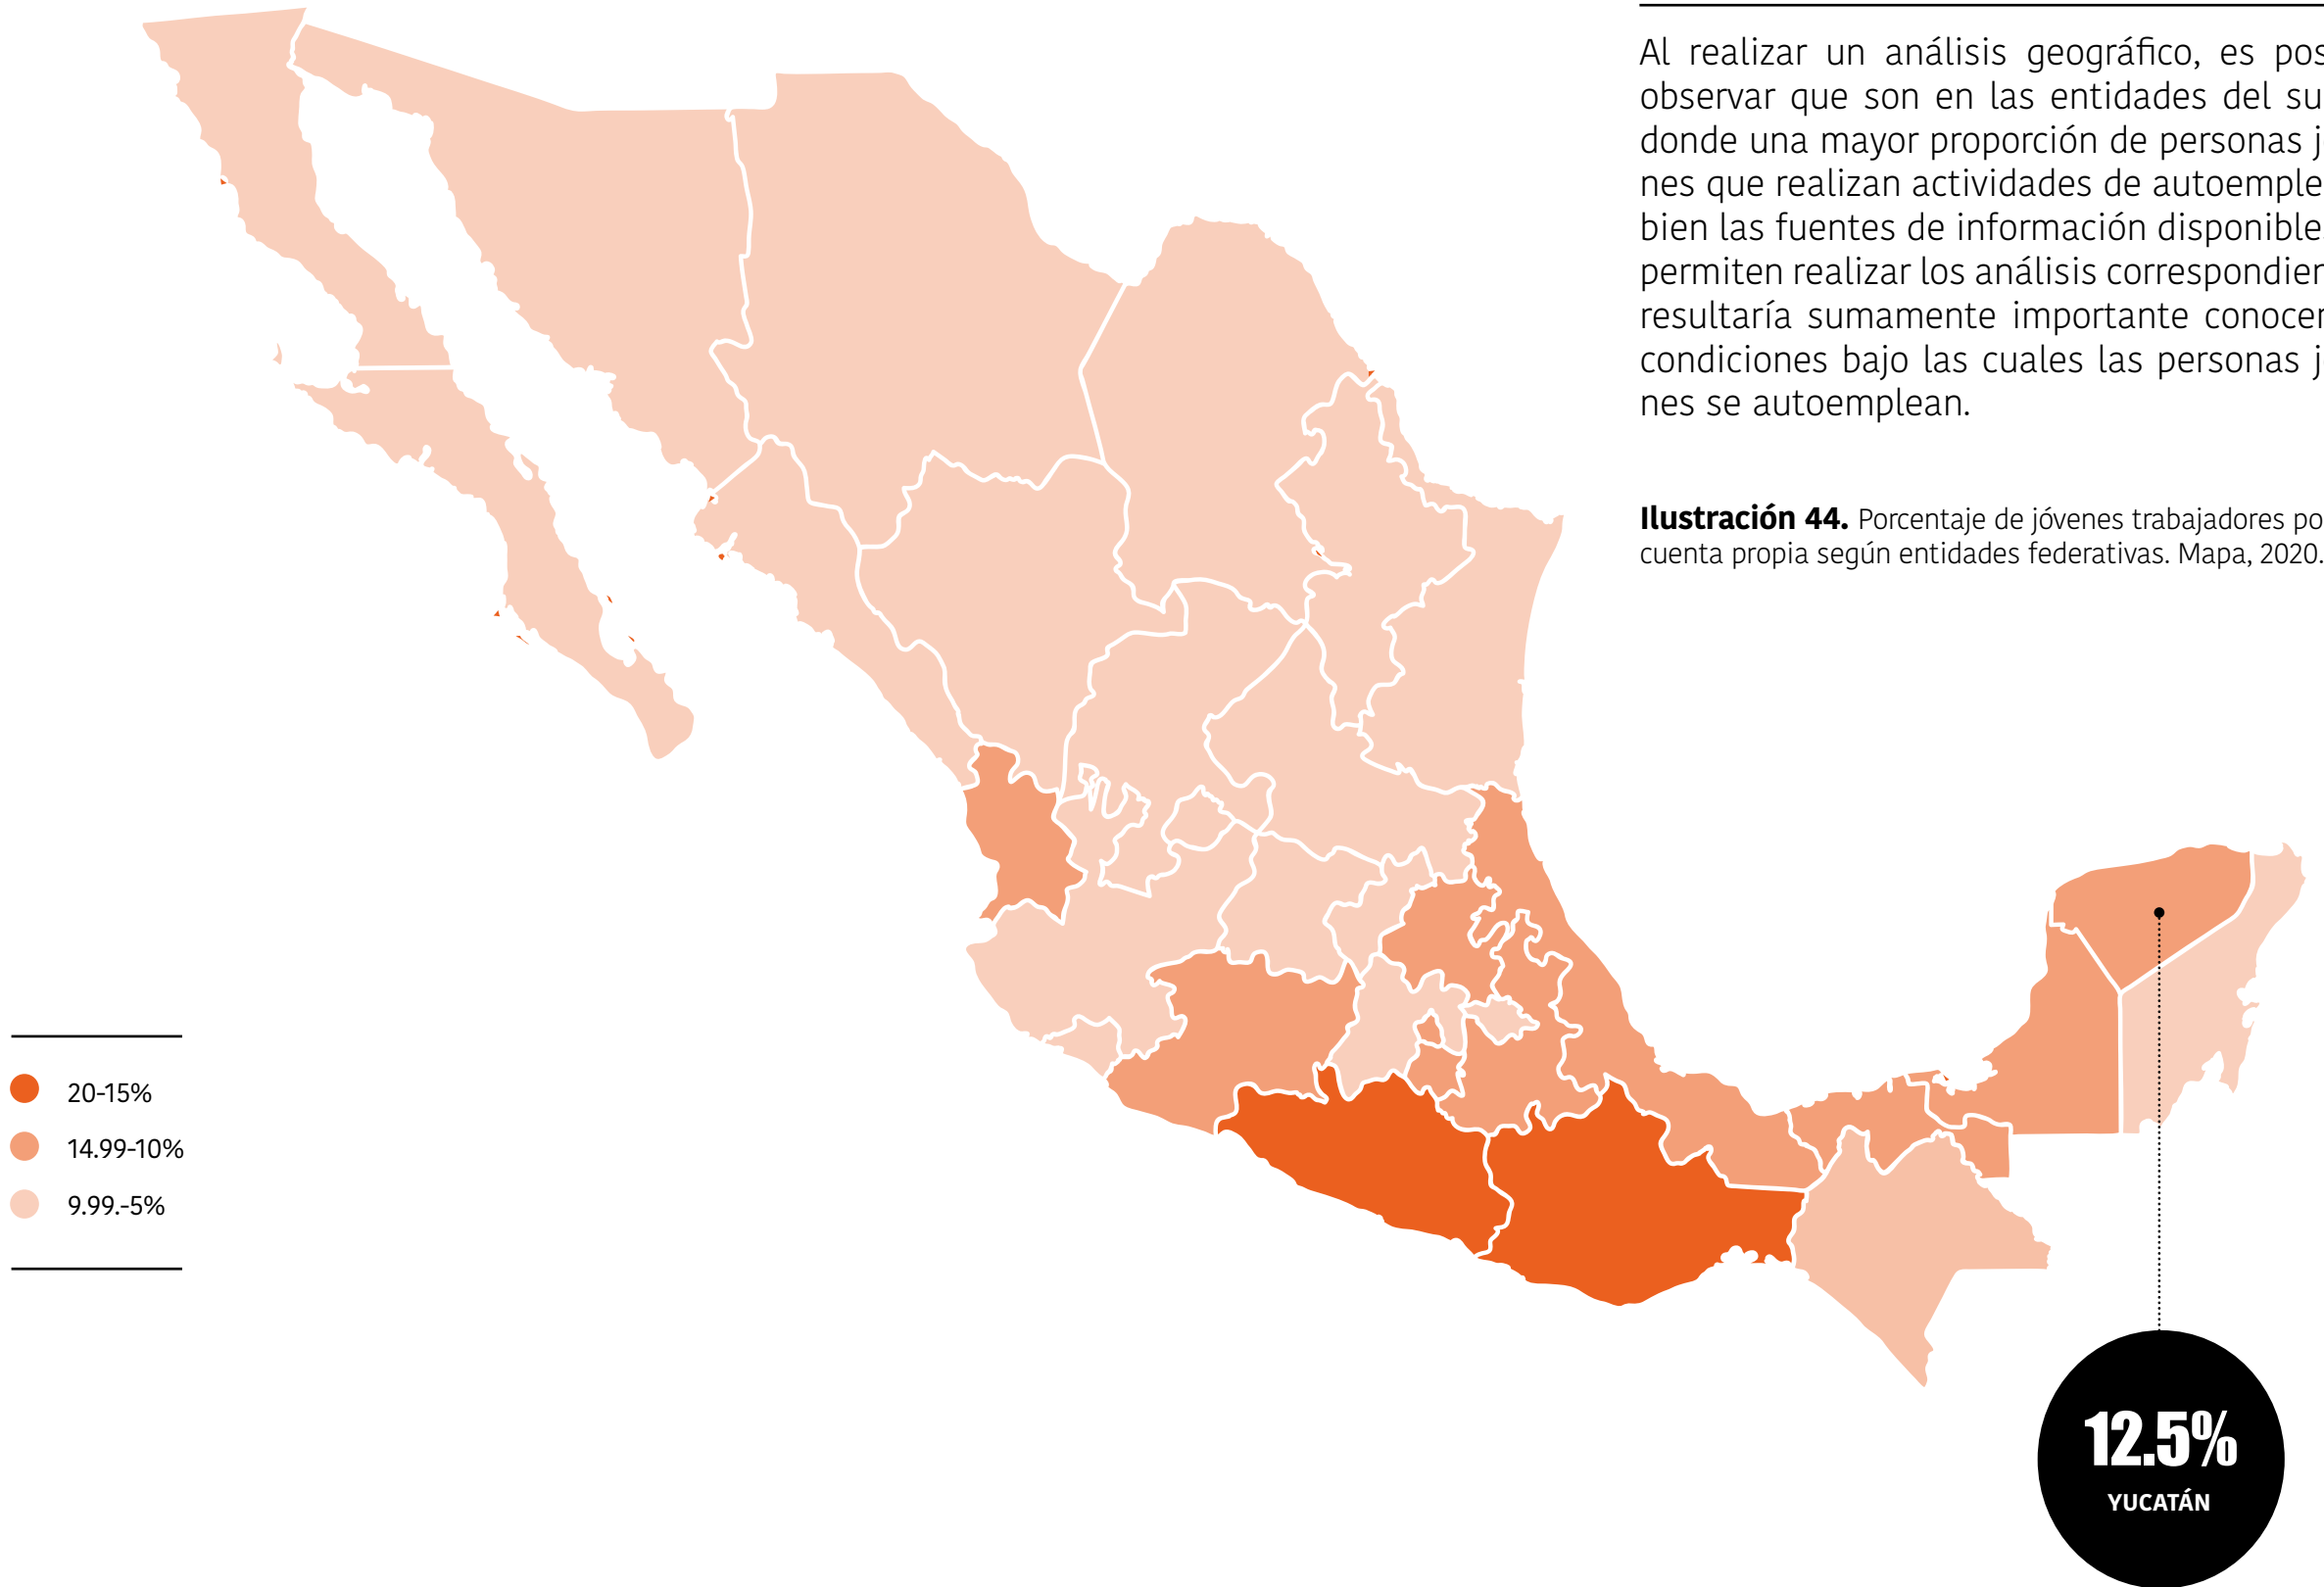 Al realizar un análisis geográfico, es pos
observar que son en las entidades del su
donde una mayor proporción de personas j
nes que realizan actividades de autoemple
bien las fuentes de información disponible
permiten realizar los análisis correspondien
resultaría sumamente importante conocer
condiciones bajo las cuales las personas j
nes se autoemplean.
Ilustración 44. Porcentaje de jóvenes trabajadores po
cuenta propia según entidades federativas. Mapa, 2020.
20-15%
14.99-10%
9.99.-5%
12.5%
YUCATÁN